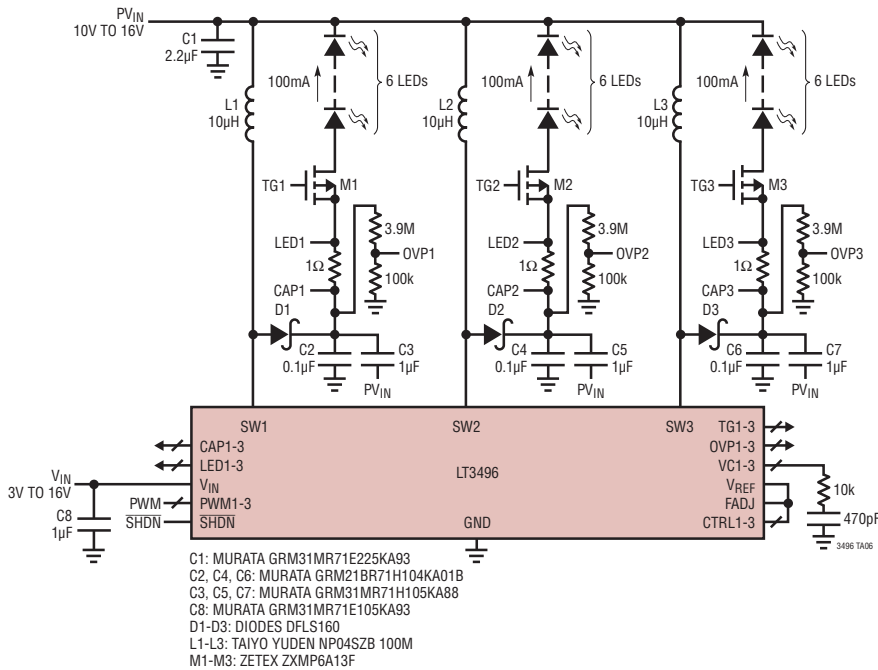 PVIN
10V TO 16V
C1
2.2µF
100mA
6 LEDs
100mA
6 LEDs
100mA
6 LEDs
L1
10µH
L2
10µH
L3
10µH
TG1
M1
TG2
M2
TG3
M3
3.9M
3.9M
3.9M
LED1
OVP1
LED2
OVP2
LED3
OVP3
1Ω
100k
1Ω
100k
1Ω
100k
CAP1
CAP2
CAP3
D1
D2
D3
C2
0.1µF
C3
1µF
C4
0.1µF
C5
1µF
C6
0.1µF
C7
1µF
PVIN
PVIN
PVIN
SW1
SW2
SW3
TG1-3
CAP1-3
OVP1-3
LED1-3
LT3496
VC1-3
VIN
3V TO 16V
VIN
VREF
10k
PWM
PWM1-3
FADJ
C8
1µF
SHDN
SHDN
GND
CTRL1-3
470pF
3496 TA06
C1: MURATA GRM31MR71E225KA93
C2, C4, C6: MURATA GRM21BR71H104KA01B
C3, C5, C7: MURATA GRM31MR71H105KA88
C8: MURATA GRM31MR71E105KA93
D1-D3: DIODES DFLS160
L1-L3: TAIYO YUDEN NP04SZB 100M
M1-M3: ZETEX ZXMP6A13F